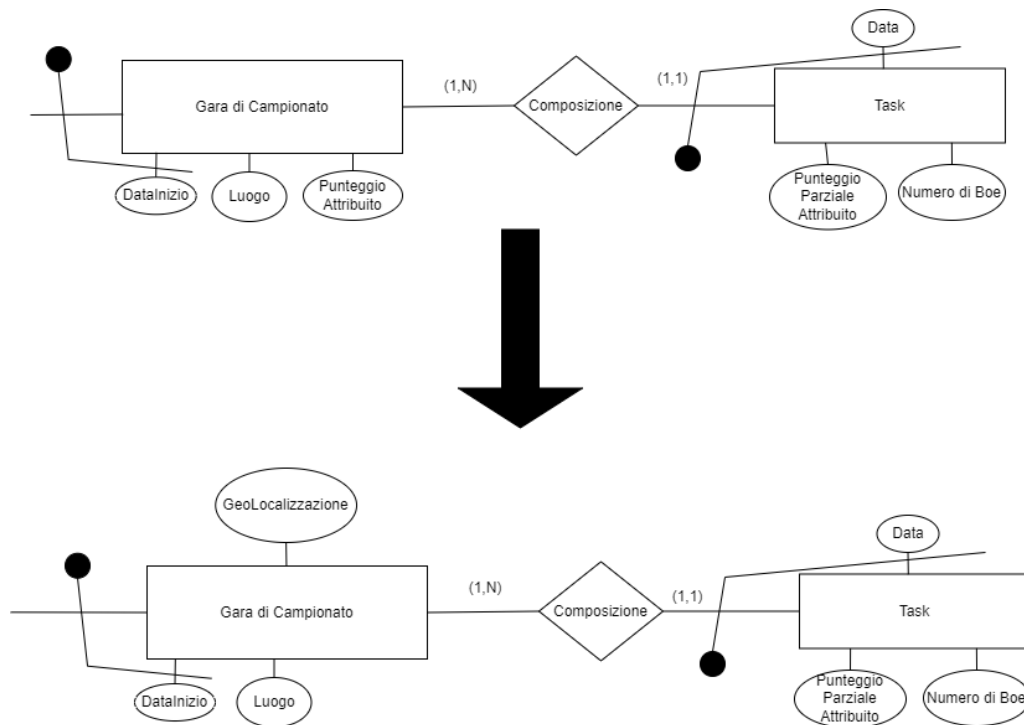 Data
(1,N)
(1,1)
Gara di Campionato
Composizione
Task
DataInizio
Luogo
Punteggio
Attribuito
Punteggio
Parziale
Attribuito
Numero di Boe
GeoLocalizzazione
Data
(1,N)
(1,1)
Gara di Campionato
Composizione
Task
DataInizio
Luogo
Punteggio
Parziale
Attribuito
Numero di Boe